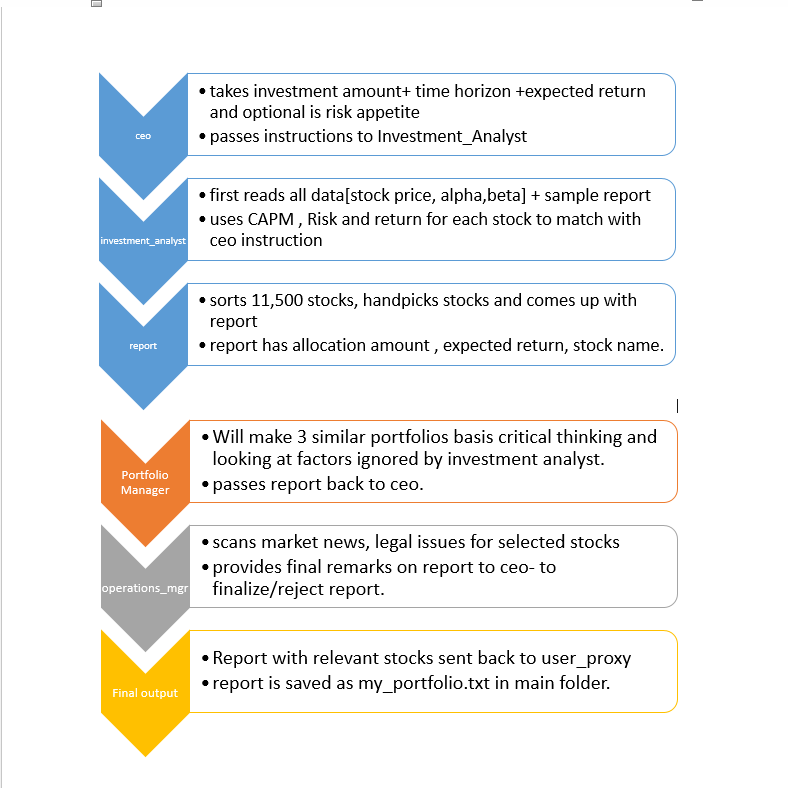 ceo
• takes investment amount+ time horizon +expected return
and optional is risk appetite
• passes instructions to Investment_Analyst
investment_analyst
• first reads all data[stock price, alpha,beta] + sample report
• uses CAPM , Risk and return for each stock to match with
ceo instruction
report
• sorts 11,500 stocks, handpicks stocks and comes up with
report
• report has allocation amount , expected return, stock name.
Portfolio
Manager
• Will make 3 similar portfolios basis critical thinking and
looking at factors ignored by investment analyst.
• passes report back to ceo.
operations_mgr
• scans market news, legal issues for selected stocks
• provides final remarks on report to ceo- to
finalize/reject report.
Final output
• Report with relevant stocks sent back to user_proxy
• report is saved as my_portfolio.txt in main folder.